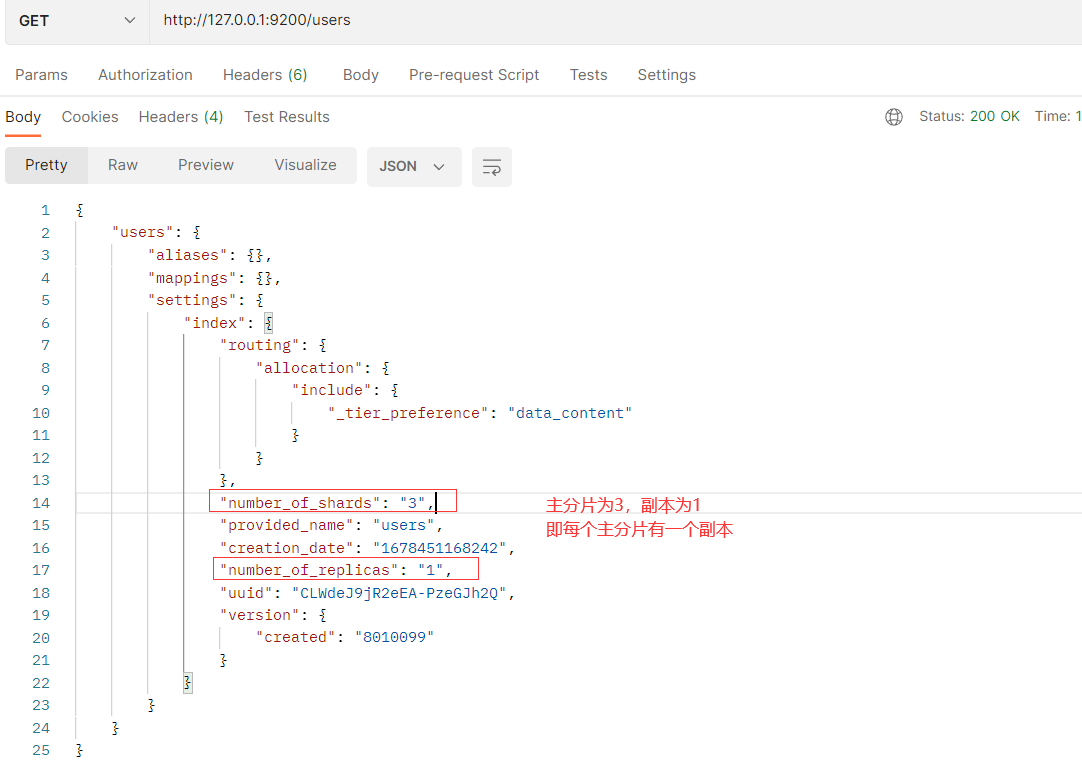 GET http://127.0.0.1:9200/users
Params Authorization Headers (6) Body Pre-request Script Tests Settings
Body Cookies Headers (4) Test Results Status: 200 OK Time: 1
Pretty Raw Preview Visualize JSON
1 {
2 "users": {
3 "aliases": {},
4 "mappings": {},
5 "settings": {
6 "index": {
7 "routing": {
8 "allocation": {
9 "include": {
10 "_tier_preference": "data_content"
11 }
12 }
13 },
14 "number_of_shards": "3", 主分片为3，副本为1
15 "provided_name": "users", 即每个主分片有一个副本
16 "creation_date": "1678451168242",
17 "number_of_replicas": "1",
18 "uuid": "CLWdeJ9jR2eEA-PzeGJh2Q",
19 "version": {
20 "created": "8010099"
21 }
22 }
23 }
24 }
25 }